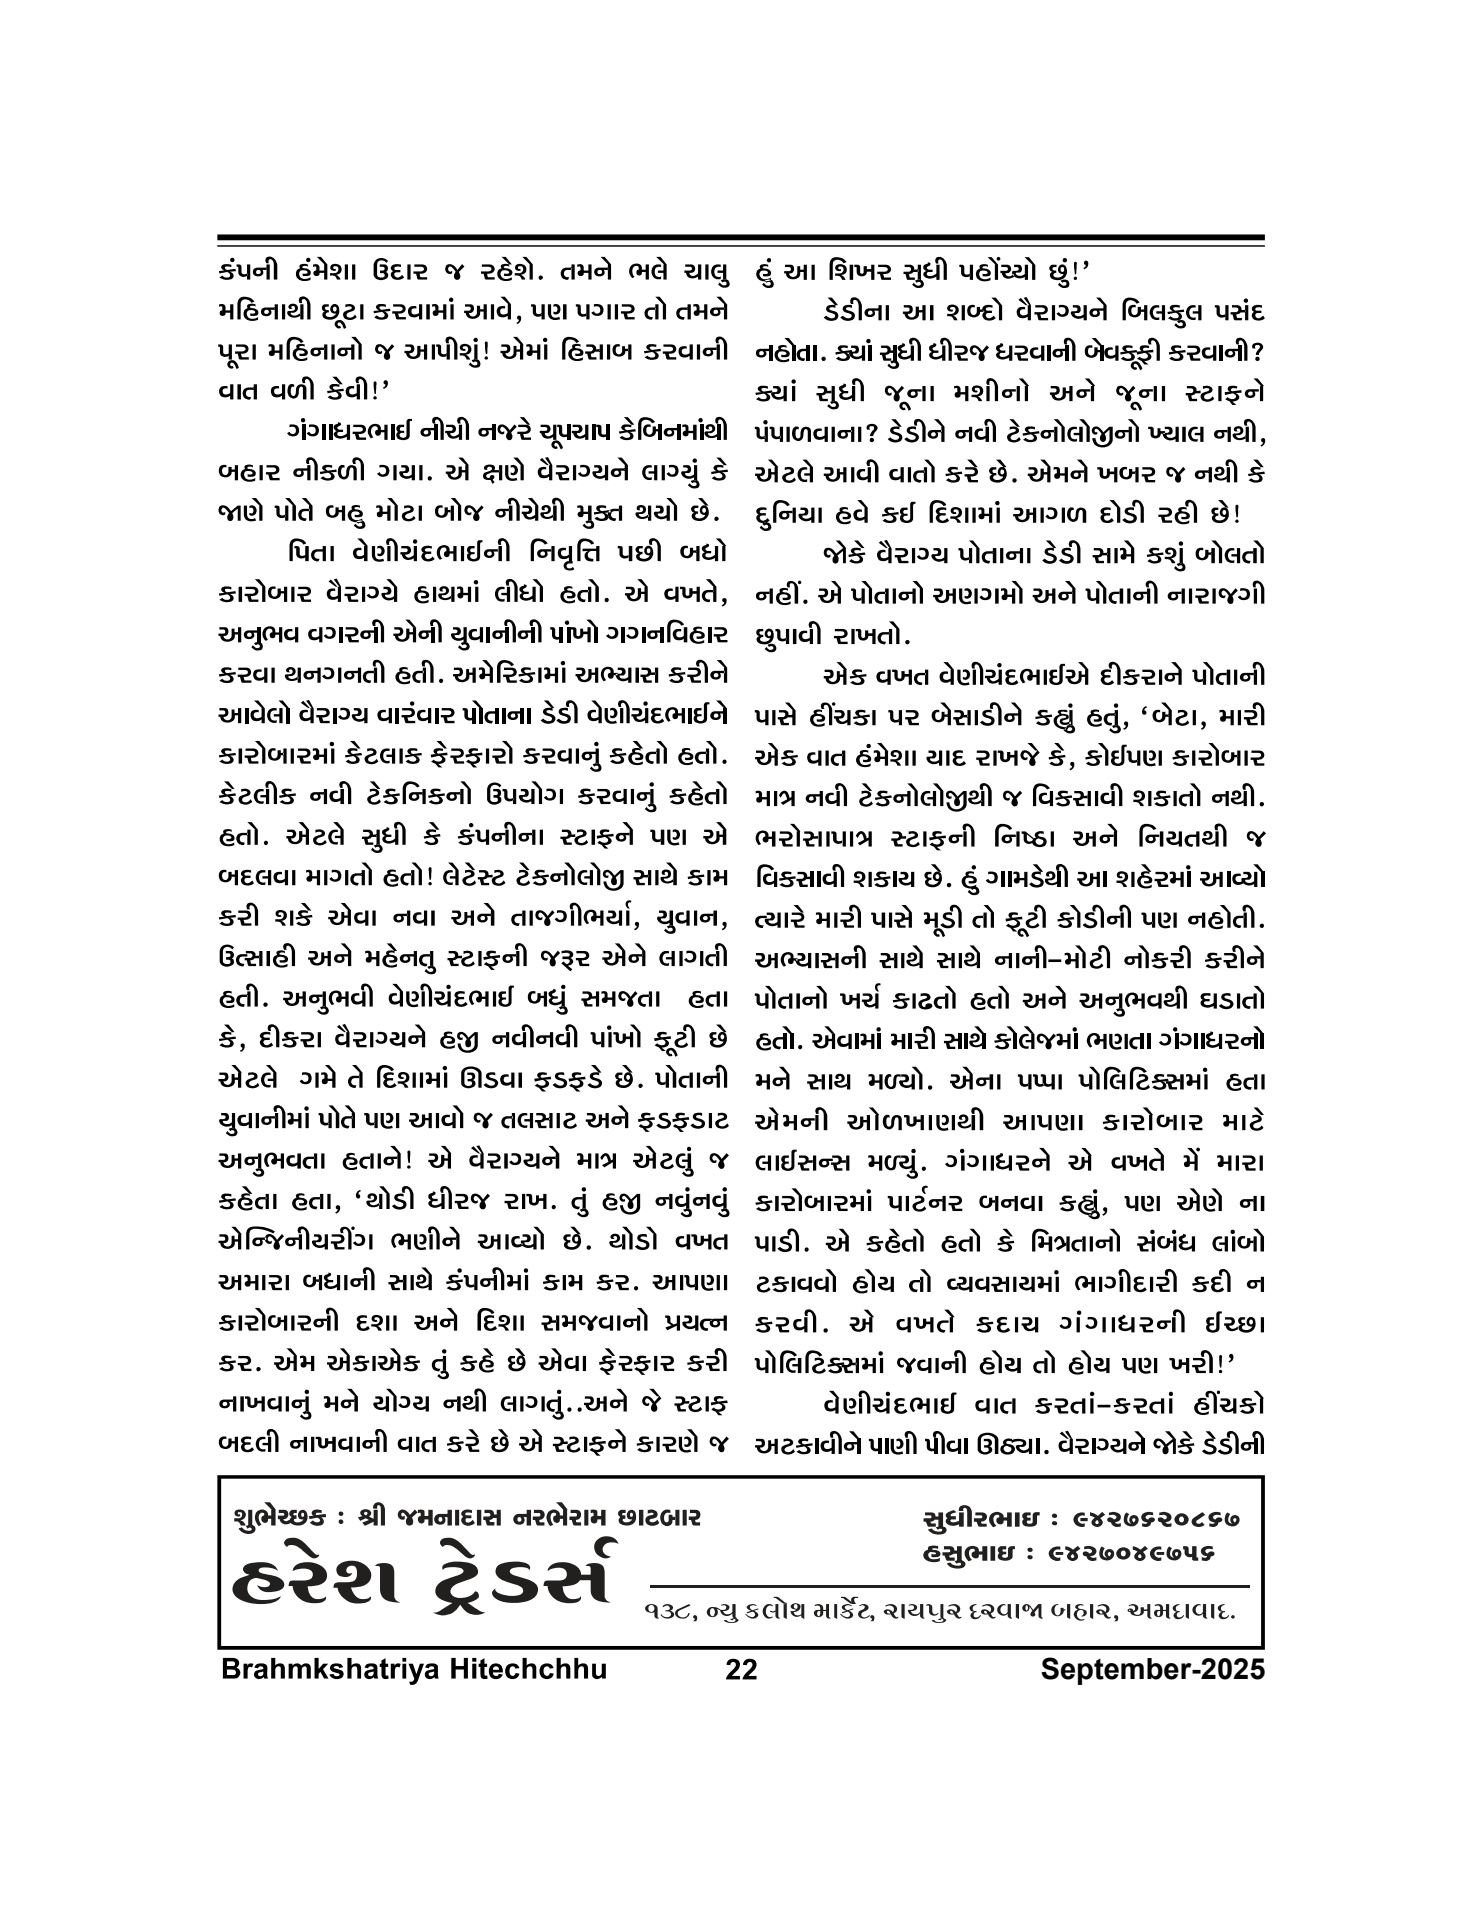 કંપની હંમેશા ઉદાર જ રહેશે. તમને ભલે ચાલુ
મહિનાથી છૂટા કરવામાં આવે, પણ પગાર તો તમને
પૂરા મહિનાનો જ આપીશું! એમાં હિસાબ કરવાની
વાત વળી કેવી!’
ગંગાધરભાઈ નીચી નજરે ચૂપચાપ કેબિનમાંથી
બહાર નીકળી ગયા. એ ક્ષણે વૈરાગ્યને લાગ્યું કે
જાણે પોતે બહુ મોટા બોજ નીચેથી મુક્ત થયો છે.
પિતા વેણીચંદભાઈની નિવૃત્તિ પછી બધો
કારોબાર વૈરાગ્યે હાથમાં લીધો હતો. એ વખતે,
અનુભવ વગરની એની યુવાનીની પાંખો ગગનવિહાર
કરવા થનગનતી હતી. અમેરિકામાં અભ્યાસ કરીને
આવેલો વૈરાગ્ય વારંવાર પોતાના ડેડી વેણીચંદભાઈને
કારોબારમાં કેટલાક ફેરફારો કરવાનું કહેતો હતો.
કેટલીક નવી ટેકનિકનો ઉપયોગ કરવાનું કહેતો
હતો. એટલે સુધી કે કંપનીના સ્ટાફને પણ એ
બદલવા માગતો હતો! લેટેસ્ટ ટેકનોલોજી સાથે કામ
કરી શકે એવા નવા અને તાજગીભર્યા, યુવાન,
ઉત્સાહી અને મહેનતુ સ્ટાફની જરૂર એને લાગતી
હતી. અનુભવી વેણીચંદભાઈ બધું સમજતા હતા
કે, દીકરા વૈરાગ્યને હજી નવીનવી પાંખો ફૂટી છે
એટલે ગમે તે દિશામાં ઊડવા ફડફડે છે. પોતાની
યુવાનીમાં પોતે પણ આવો જ તલસાટ અને ફડફડાટ
અનુભવતા હતાને! એ વૈરાગ્યને માત્ર એટલું જ
કહેતા હતા, ‘થોડી ધીરજ રાખ. તું હજી નવુંનવું
એન્જિનીયરીંગ ભણીને આવ્યો છે. થોડો વખત
અમારા બધાની સાથે કંપનીમાં કામ કર. આપણા
કારોબારની દશા અને દિશા સમજવાનો પ્રયત્ન
કર. એમ એકાએક તું કહે છે એવા ફેરફાર કરી
નાખવાનું મને યોગ્ય નથી લાગતું..અને જે સ્ટાફ
બદલી નાખવાની વાત કરે છે એ સ્ટાફને કારણે જ
હું આ શિખર સુધી પહોંચ્યો છું!’
ડેડીના આ શબ્દો વૈરાગ્યને બિલકુલ પસંદ
નહોતા. ક્યાં સુધી ધીરજ ધરવાની બેવકૂફી કરવાની?
ક્યાં સુધી જૂના મશીનો અને જૂના સ્ટાફને
પંપાળવાના? ડેડીને નવી ટેકનોલોજીનો ખ્યાલ નથી,
એટલે આવી વાતો કરે છે. એમને ખબર જ નથી કે
દુનિયા હવે કઈ દિશામાં આગળ દોડી રહી છે!
જોકે વૈરાગ્ય પોતાના ડેડી સામે કશું બોલતો
નહીં. એ પોતાનો અણગમો અને પોતાની નારાજગી
છુપાવી રાખતો.
એક વખત વેણીચંદભાઈએ દીકરાને પોતાની
પાસે હીંચકા પર બેસાડીને કહ્યું હતું, ‘બેટા, મારી
એક વાત હંમેશા યાદ રાખજે કે, કોઈપણ કારોબાર
માત્ર નવી ટેકનોલોજીથી જ વિકસાવી શકાતો નથી.
ભરોસાપાત્ર સ્ટાફની નિષ્ઠા અને નિયતથી જ
વિકસાવી શકાય છે. હું ગામડેથી આ શહેરમાં આવ્યો
ત્યારે મારી પાસે મૂડી તો ફૂટી કોડીની પણ નહોતી.
અભ્યાસની સાથે સાથે નાની–મોટી નોકરી કરીને
પોતાનો ખર્ચ કાઢતો હતો અને અનુભવથી ઘડાતો
હતો. એવામાં મારી સાથે કોલેજમાં ભણતા ગંગાધરનો
મને સાથ મળ્યો. એના પપ્પા પોલિટિક્સમાં હતા
એમની ઓળખાણથી આપણા કારોબાર માટે
લાઈસન્સ મળ્યું. ગંગાધરને એ વખતે મેં મારા
કારોબારમાં પાર્ટનર બનવા કહ્યું, પણ એણે ના
પાડી. એ કહેતો હતો કે મિત્રતાનો સંબંધ લાંબો
ટકાવવો હોય તો વ્યવસાયમાં ભાગીદારી કદી ન
કરવી. એ વખતે કદાચ ગંગાધરની ઈચ્છા
પોલિટિક્સમાં જવાની હોય તો હોય પણ ખરી!’
વેણીચંદભાઈ વાત કરતાં–કરતાં હીંચકો
અટકાવીને પાણી પીવા ઊઠ્યા. વૈરાગ્યને જોકે ડેડીની
શુભેચ્છક : શ્રી જમનાદાસ નરભેરામ છાટબાર
હરેશ ટ્રેડર્સ
સુધીરભાઇ : ૯૪૨૭૬૨૦૮૬૭
હસુભાઇ : ૯૪૨૭૦૪૯૭૫૬
૧૩૮, ન્યુ કલોથ માર્કેટ, રાયપુર દરવાજા બહાર, અમદાવાદ.
Brahmkshatriya Hitechchhu 22 September-2025